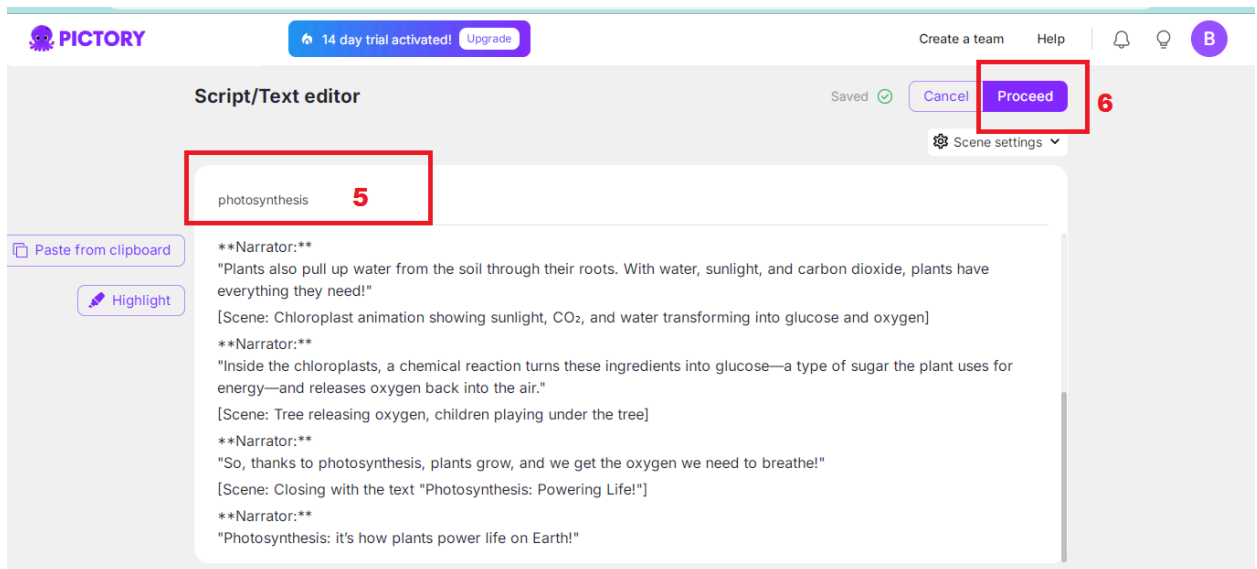 PICTORY
14 day trial activated! Upgrade
Create a team Help B
Script/Text editor
Saved Cancel Proceed 6
Scene settings
photosynthesis 5
Paste from clipboard
Highlight
**Narrator:**
"Plants also pull up water from the soil through their roots. With water, sunlight, and carbon dioxide, plants have
everything they need!"
[Scene: Chloroplast animation showing sunlight, CO₂, and water transforming into glucose and oxygen]
**Narrator:**
"Inside the chloroplasts, a chemical reaction turns these ingredients into glucose—a type of sugar the plant uses for
energy—and releases oxygen back into the air."
[Scene: Tree releasing oxygen, children playing under the tree]
**Narrator:**
"So, thanks to photosynthesis, plants grow, and we get the oxygen we need to breathe!"
[Scene: Closing with the text "Photosynthesis: Powering Life!"]
**Narrator:**
"Photosynthesis: it’s how plants power life on Earth!"